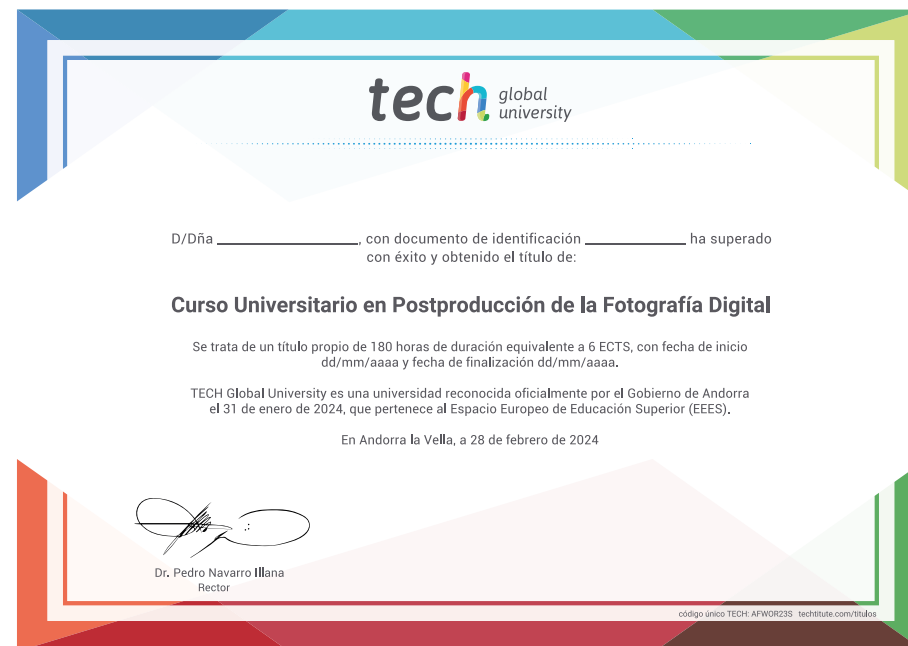 tech global
university
D/Dña ______________, con documento de identificación __________ ha superado
con éxito y obtenido el título de:
Curso Universitario en Postproducción de la Fotografía Digital
Se trata de un título propio de 180 horas de duración equivalente a 6 ECTS, con fecha de inicio
dd/mm/aaaa y fecha de finalización dd/mm/aaaa.
TECH Global University es una universidad reconocida oficialmente por el Gobierno de Andorra
el 31 de enero de 2024, que pertenece al Espacio Europeo de Educación Superior (EEES).
En Andorra la Vella, a 28 de febrero de 2024
Dr. Pedro Navarro Illana
Rector
código único TECH: AFWOR23S techtitute.com/titulos